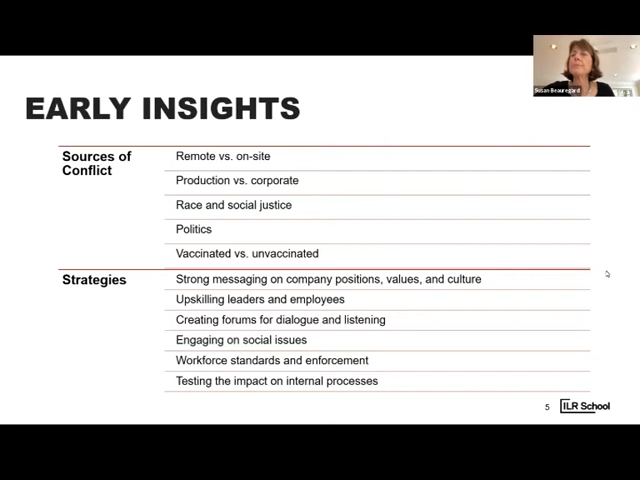 Susan Beauregard
EARLY INSIGHTS
Sources of
Conflict
Remote vs. on-site
Production vs. corporate
Race and social justice
Politics
Vaccinated vs. unvaccinated
Strategies
Strong messaging on company positions, values, and culture
Upskilling leaders and employees
Creating forums for dialogue and listening
Engaging on social issues
Workforce standards and enforcement
Testing the impact on internal processes
5
ILR School